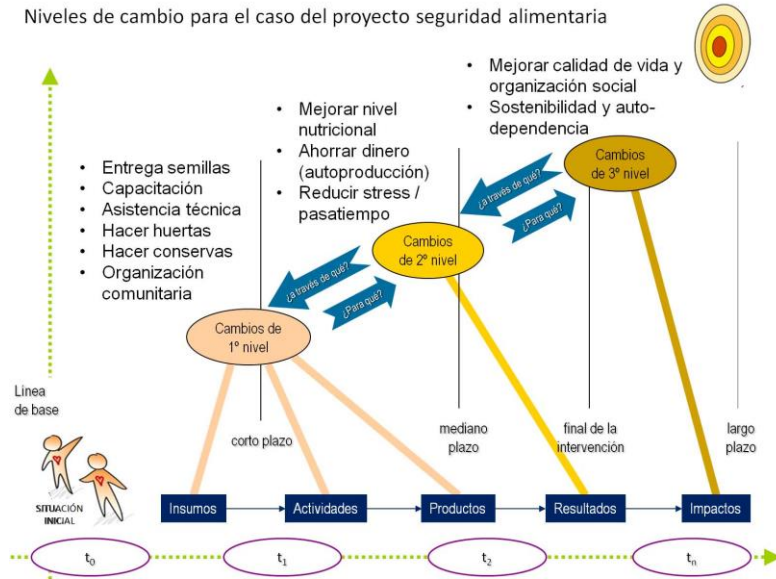 Niveles de cambio para el caso del proyecto seguridad alimentaria
• Mejorar calidad de vida y
organización social
• Sostenibilidad y auto-
dependencia
• Mejorar nivel
nutricional
• Ahorrar dinero
(autoproducción)
• Reducir stress /
pasatiempo
• Entrega semillas
• Capacitación
• Asistencia técnica
• Hacer huertas
• Hacer conservas
• Organización
comunitaria
Cambios
de 3º nivel
¿a través de qué?
¿Para qué?
Cambios
de 2º nivel
¿a través de qué?
¿Para qué?
Cambios de
1º nivel
Linea
de base
corto plazo
mediano
plazo
final de la
intervención
largo
plazo
SITUACIÓN
INICIAL
Insumos
Actividades
Productos
Resultados
Impactos
t0
t1
t2
tn